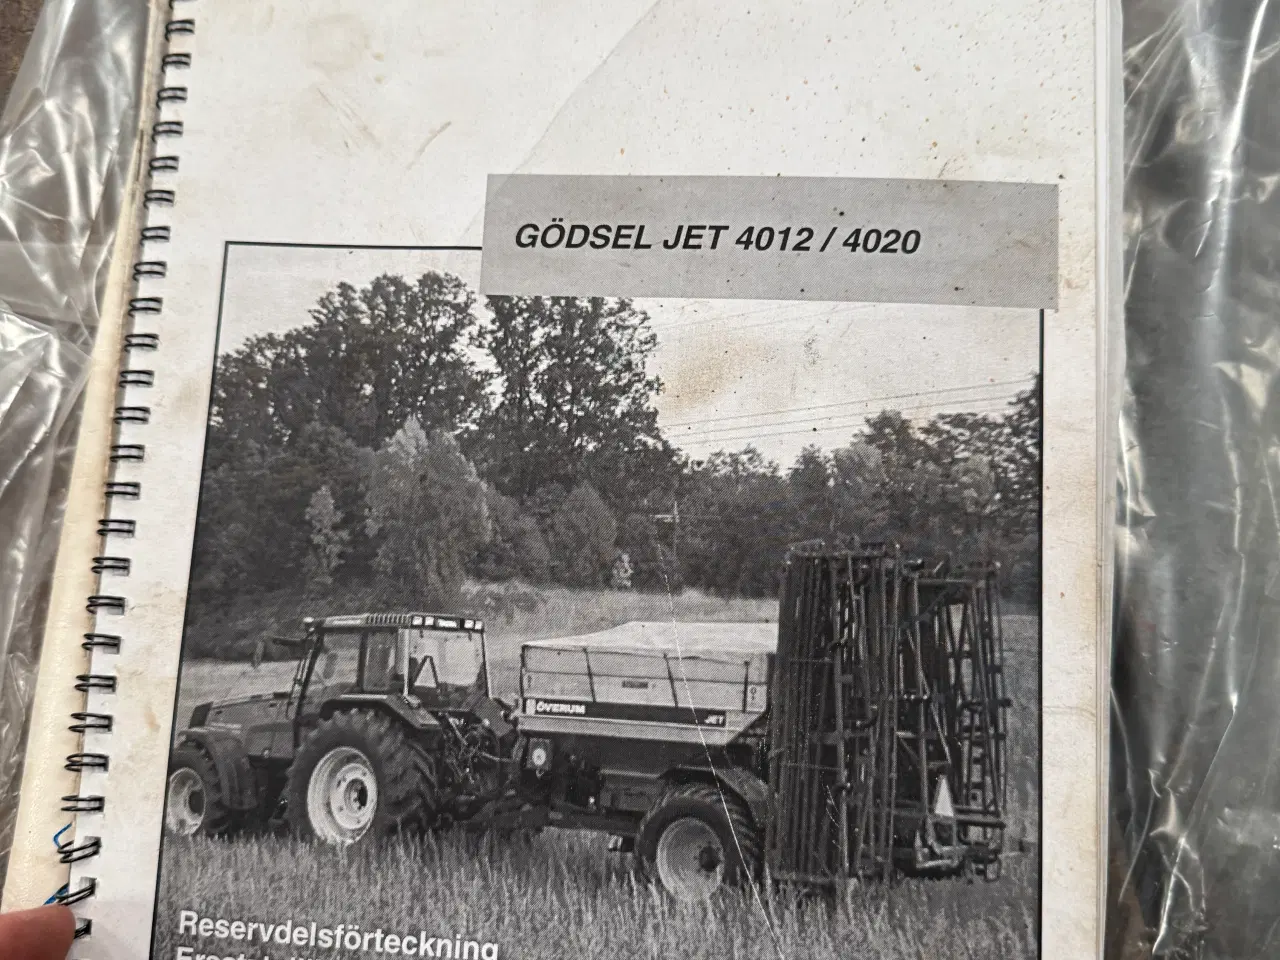 GÖDSEL JET 4012 / 4020
ÖVERUM
JET
Reservdelsförteckning